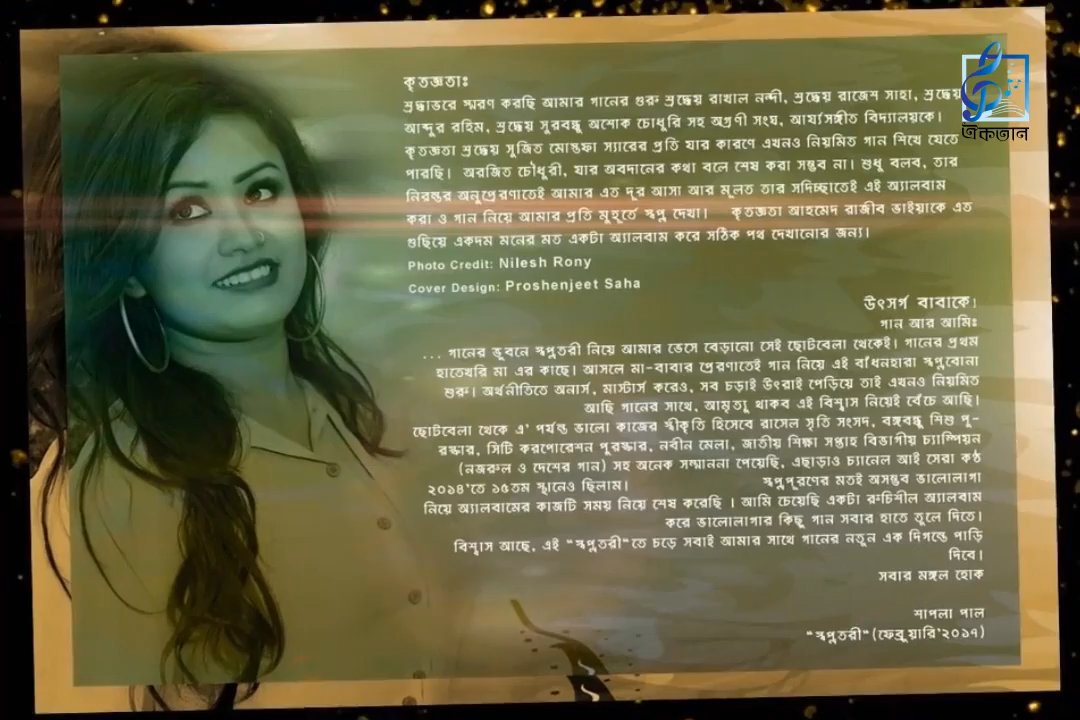 একতান
কৃতজ্ঞতাঃ
শ্রদ্ধাভরে স্মরণ করছি আমার গানের গুরু শ্রদ্ধেয় রাখাল নন্দী, শ্রদ্ধেয় রাজেশ সাহা, শ্রদ্ধেয়
আব্দুর রহিম, শ্রদ্ধেয় সুরবন্ধু অশোক চৌধুরি সহ অগ্রণী সংঘ, আর্য্যসঙ্গীত বিদ্যালয়কে।
কৃতজ্ঞতা শ্রদ্ধেয় সুজিত মোস্তফা স্যারের প্রতি যার কারণে এখনও নিয়মিত গান শিখে যেতে
পারছি। অরজিত চৌধুরী, যার অবদানের কথা বলে শেষ করা সম্ভব না। শুধু বলব, তার
নিরন্তর অনুপ্রেরণাতেই আমার এত দূর আসা আর মূলত তার সদিচ্ছাতেই এই অ্যালবাম
করা ও গান নিয়ে আমার প্রতি মূহূর্তে স্বপ্ন দেখা। কৃতজ্ঞতা আহমেদ রাজীব ভাইয়াকে এত
গুছিয়ে একদম মনের মত একটা অ্যালবাম করে সঠিক পথ দেখানোর জন্য।
Photo Credit: Nilesh Rony
Cover Design: Proshenjeet Saha
উৎসর্গ বাবাকে!
গান আর আমিঃ
... গানের ভূবনে স্বপ্নতরী নিয়ে আমার ভেসে বেড়ানো সেই ছোটবেলা থেকেই। গানের প্রথম
হাতেখরি মা এর কাছে। আসলে মা-বাবার প্রেরণাতেই গান নিয়ে এই বাঁধনহারা স্বপ্নবোনা
শুরু। অর্থনীতিতে অনার্স, মাস্টার্স করেও, সব চড়াই উৎরাই পেড়িয়ে তাই এখনও নিয়মিত
আছি গানের সাথে, আমৃত্যু থাকব এই বিশ্বাস নিয়েই বেঁচে আছি।
ছোটবেলা থেকে এ' পর্যন্ত ভালো কাজের স্বীকৃতি হিসেবে রাসেল সৃতি সংসদ, বঙ্গবন্ধু শিশু পু-
রস্কার, সিটি করপোরেশন পুরস্কার, নবীন মেলা, জাতীয় শিক্ষা সপ্তাহ বিভাগীয় চ্যাম্পিয়ন
(নজরুল ও দেশের গান) সহ অনেক সম্মাননা পেয়েছি, এছাড়াও চ্যানেল আই সেরা কণ্ঠ
২০১৪'তে ১৫তম স্থানেও ছিলাম। স্বপ্নপূরণের মতই অসম্ভব ভালোলাগা
নিয়ে অ্যালবামের কাজটি সময় নিয়ে শেষ করেছি । আমি চেয়েছি একটা রুচিশীল অ্যালবাম
করে ভালোলাগার কিছু গান সবার হাতে তুলে দিতে।
বিশ্বাস আছে, এই "স্বপ্নতরী"তে চড়ে সবাই আমার সাথে গানের নতুন এক দিগন্তে পাড়ি
দিবে।
সবার মঙ্গল হোক
শাপলা পাল
"স্বপ্নতরী"(ফেব্রুয়ারি'২০১৭)